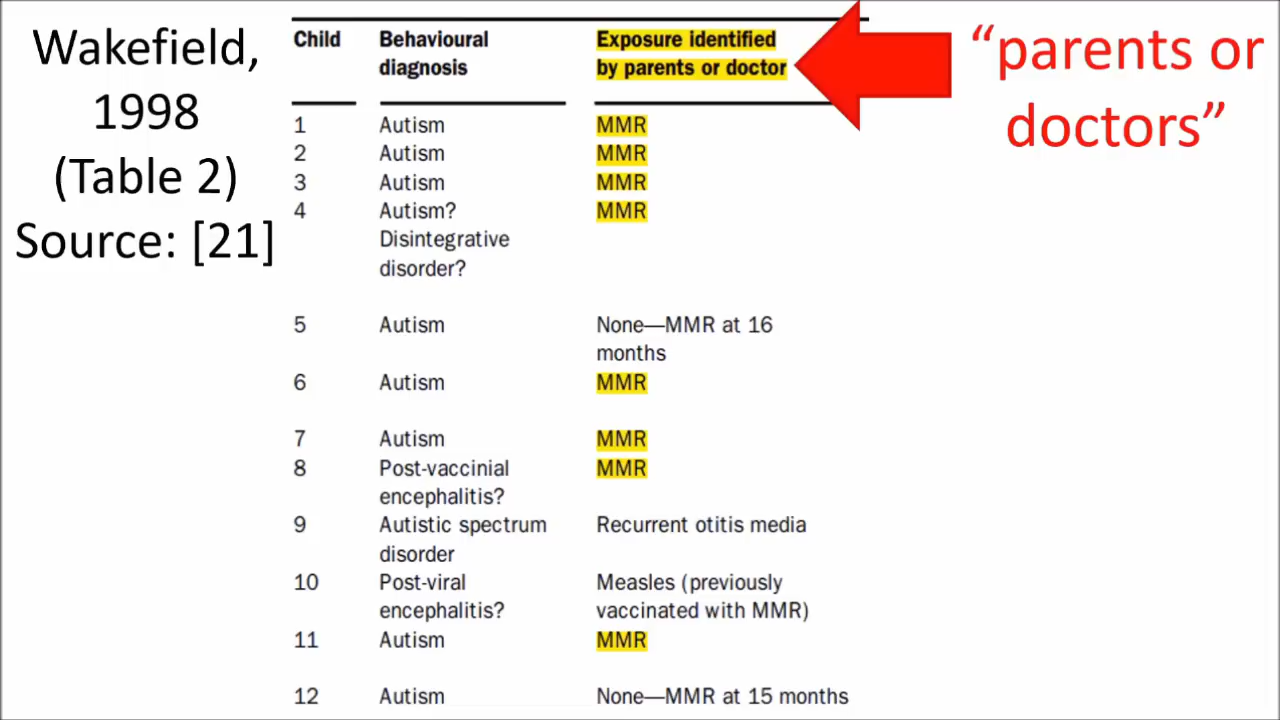 Wakefield,
1998
(Table 2)
Source: [21]
Child Behavioural diagnosis Exposure identified by parents or doctor
1 Autism MMR
2 Autism MMR
3 Autism MMR
4 Autism? MMR
Disintegrative
disorder?
5 Autism None—MMR at 16
months
6 Autism MMR
7 Autism MMR
8 Post-vaccinial MMR
encephalitis?
9 Autistic spectrum Recurrent otitis media
disorder
10 Post-viral Measles (previously
encephalitis? vaccinated with MMR)
11 Autism MMR
12 Autism None—MMR at 15 months
“parents or
doctors”